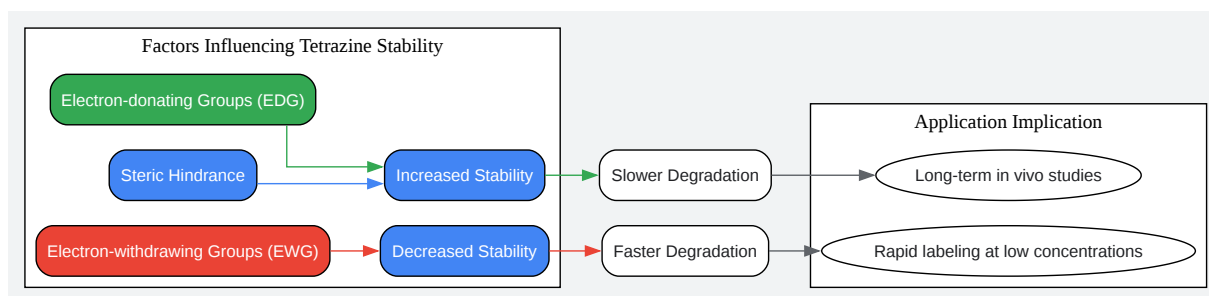 Factors Influencing Tetrazine Stability
Electron-donating Groups (EDG)
Steric Hindrance
Increased Stability
Slower Degradation
Electron-withdrawing Groups (EWG)
Decreased Stability
Faster Degradation
Application Implication
Long-term in vivo studies
Rapid labeling at low concentrations